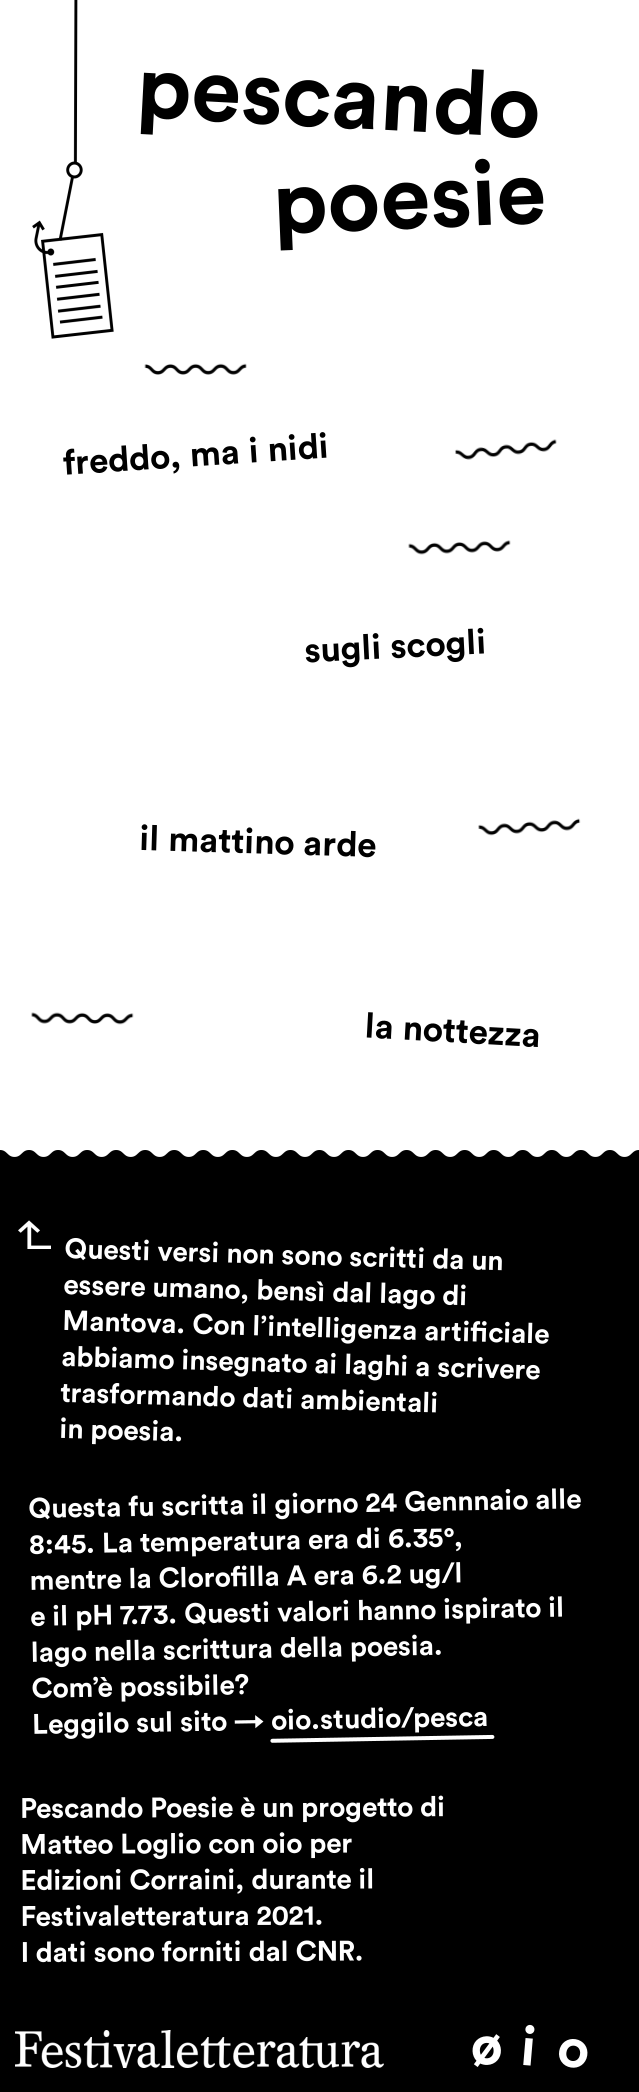 pescando
poesie
freddo, ma i nidi
sugli scogli
il mattino arde
la nottezza
Questi versi non sono scritti da un
essere umano, bensì dal lago di
Mantova. Con l’intelligenza artificiale
abbiamo insegnato ai laghi a scrivere
trasformando dati ambientali
in poesia.
Questa fu scritta il giorno 24 Gennnaio alle
8:45. La temperatura era di 6.35°,
mentre la Clorofilla A era 6.2 ug/l
e il pH 7.73. Questi valori hanno ispirato il
lago nella scrittura della poesia.
Com’è possibile?
Leggilo sul sito → oio.studio/pesca
Pescando Poesie è un progetto di
Matteo Loglio con oio per
Edizioni Corraini, durante il
Festivaletteratura 2021.
I dati sono forniti dal CNR.
Festivaletteratura ø i o